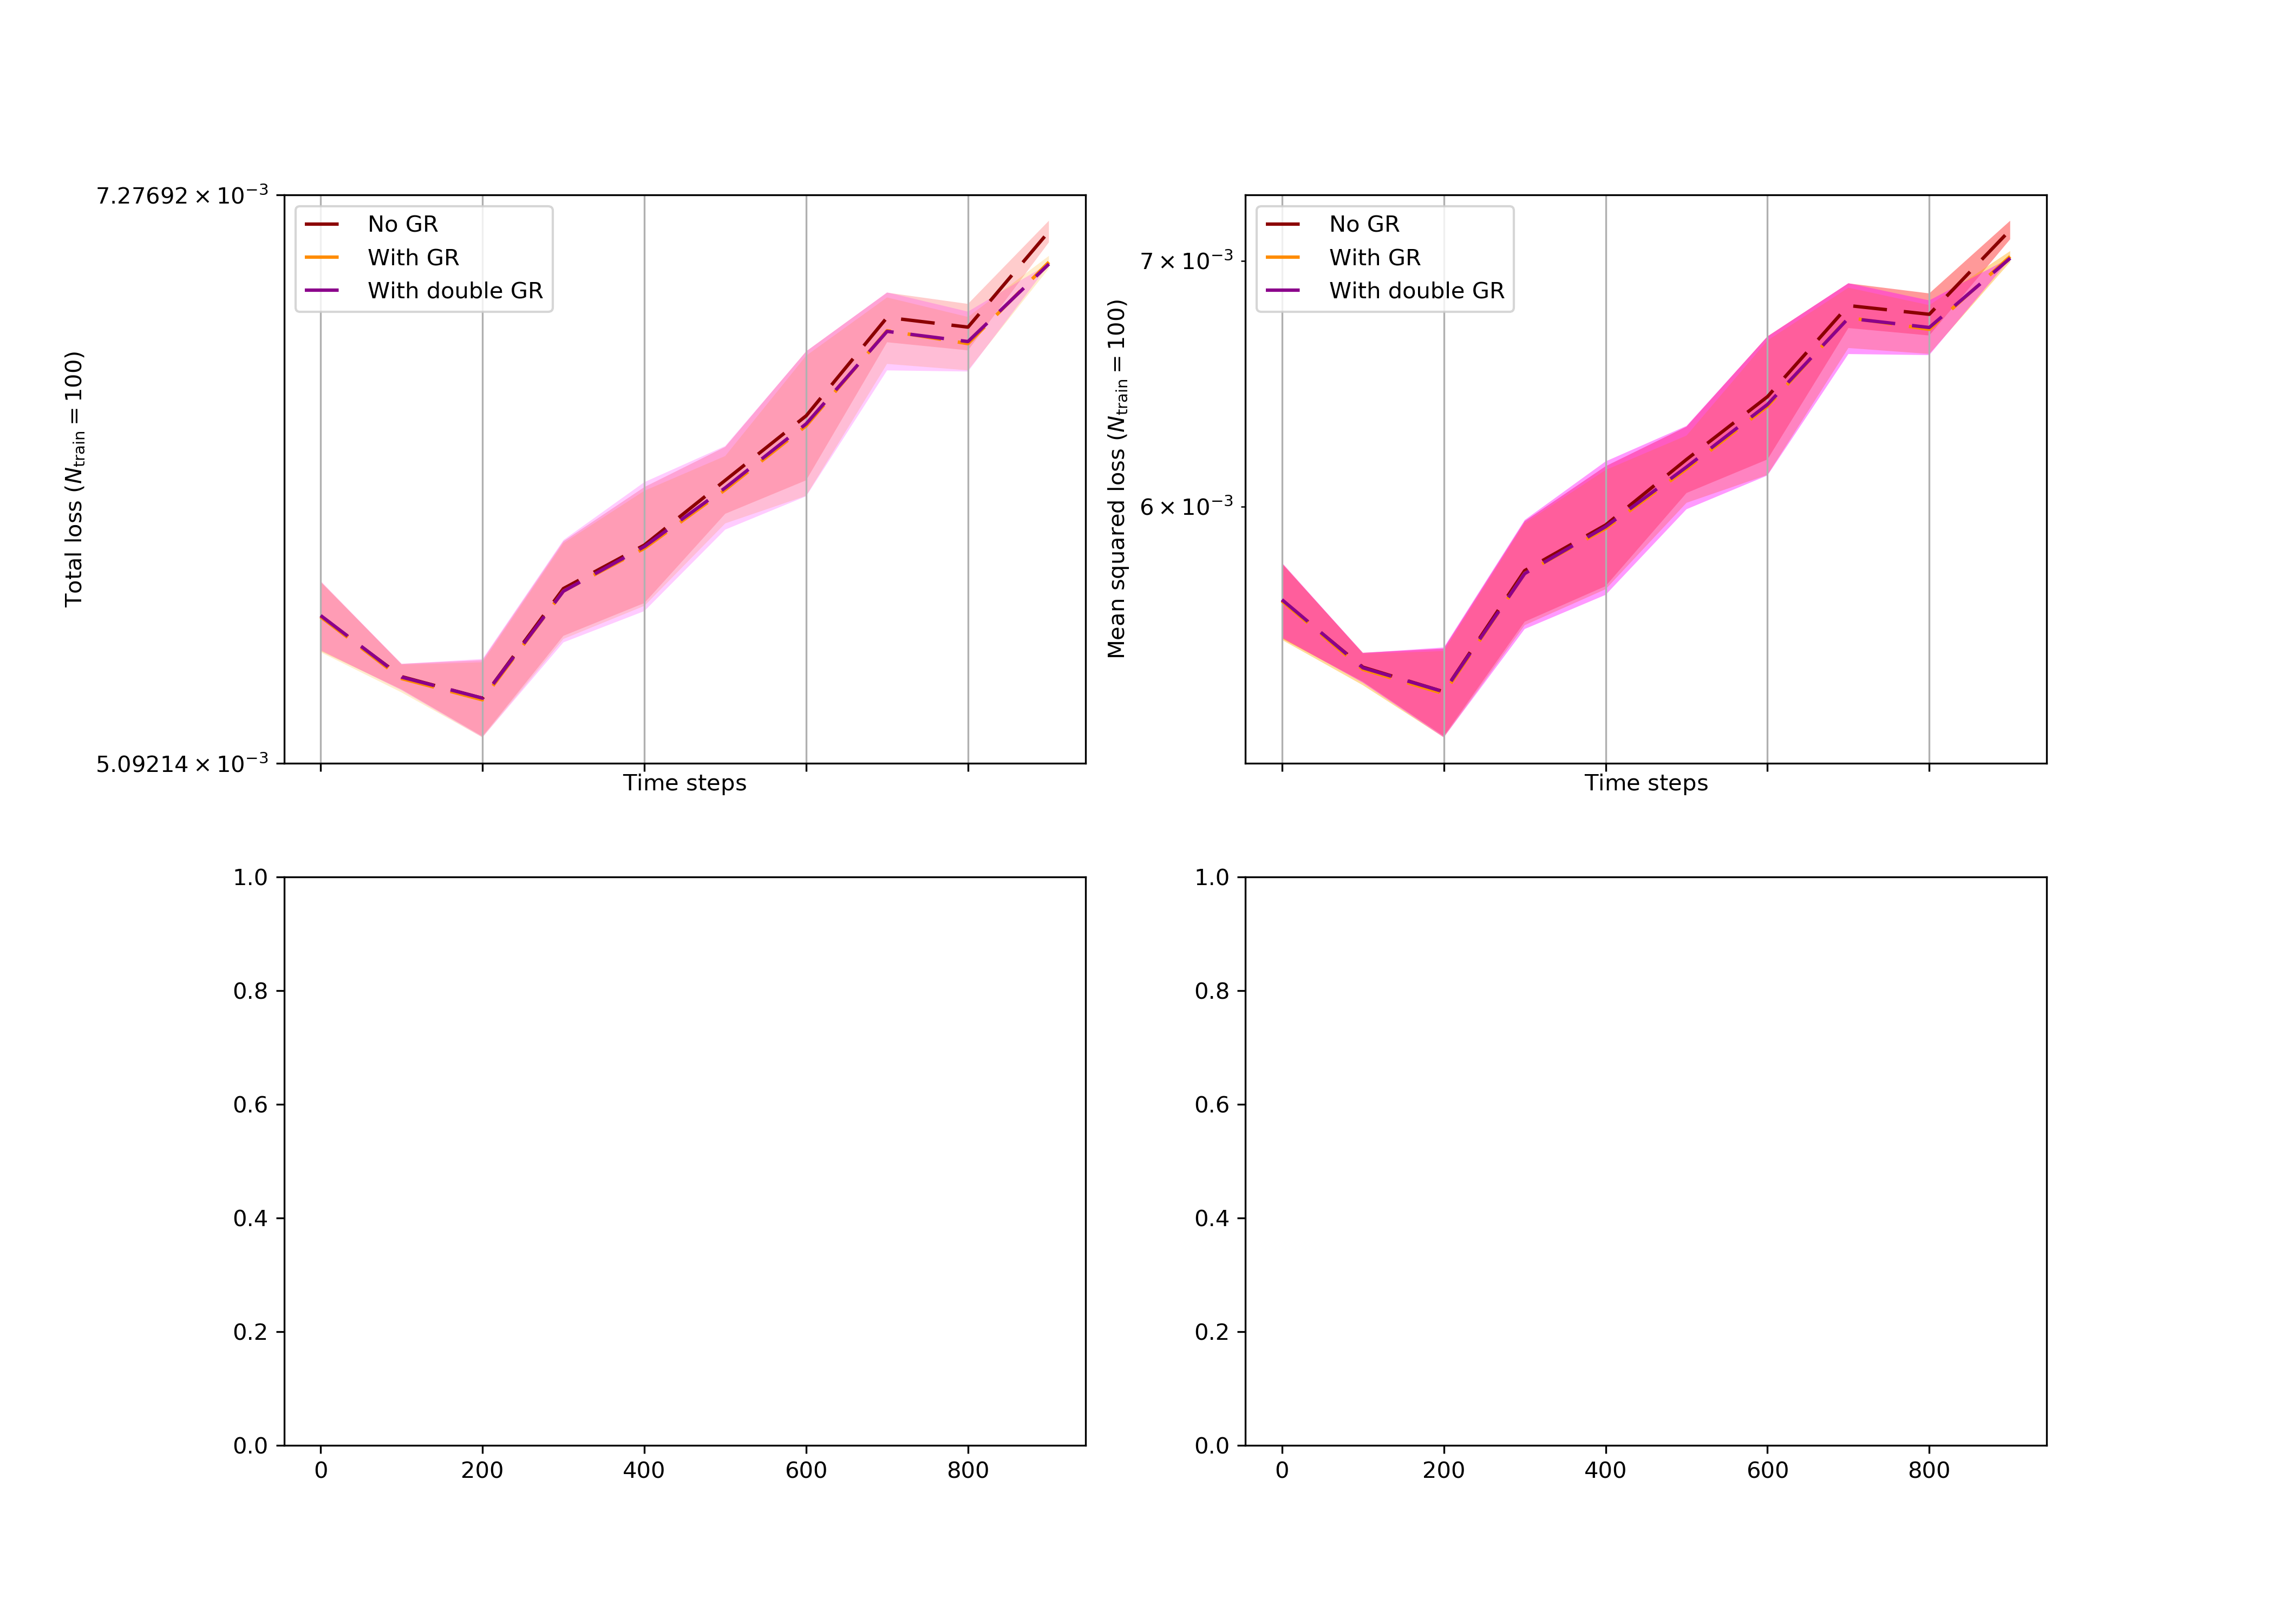 7.27692 × 10⁻³
5.09214 × 10⁻³
Total loss (N_train = 100)
No GR
With GR
With double GR
Time steps
7 × 10⁻³
6 × 10⁻³
Mean squared loss (N_train = 100)
No GR
With GR
With double GR
Time steps
1.0
0.8
0.6
0.4
0.2
0.0
0 200 400 600 800
1.0
0.8
0.6
0.4
0.2
0.0
0 200 400 600 800